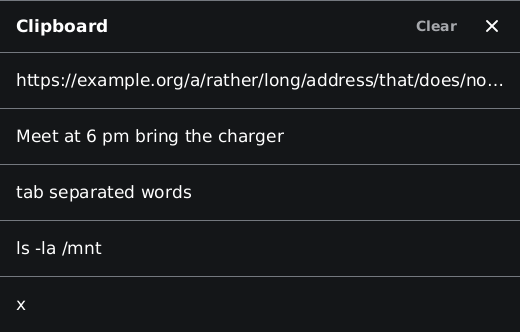 Clipboard Clear ✕
https://example.org/a/rather/long/address/that/does/no…
Meet at 6 pm bring the charger
tab separated words
ls -la /mnt
x